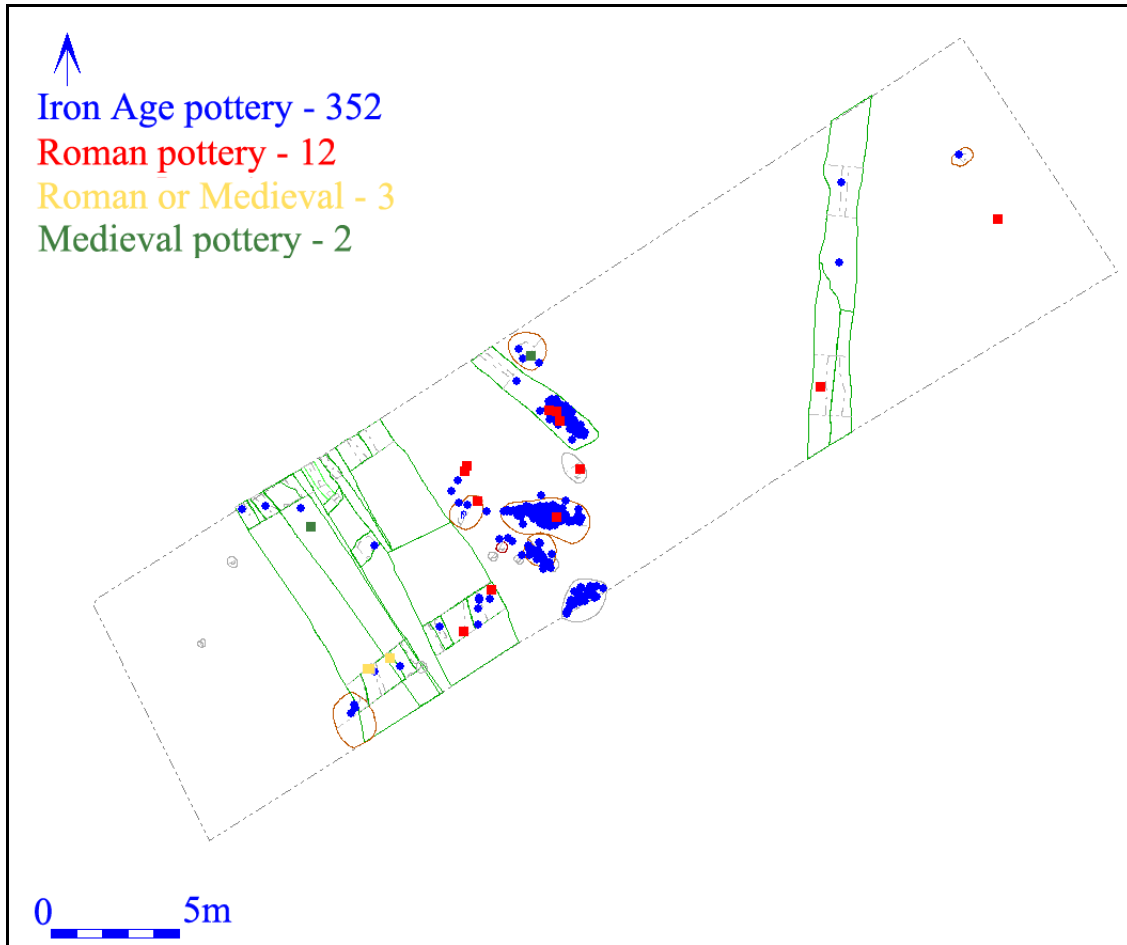 Iron Age pottery - 352
Roman pottery - 12
Roman or Medieval - 3
Medieval pottery - 2
0 5m